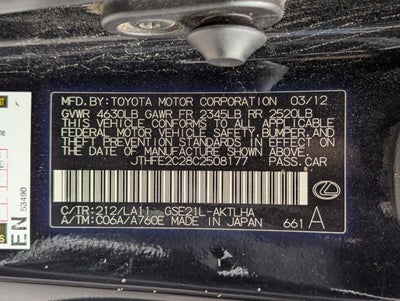 MFD.BY:TOYOTA MOTOR CORPORATION 03/12
GVWR 4630LB GAWR FR 2345LB RR 2520LB
THIS VEHICLE CONFORMS TO ALL APPLICABLE
FEDERAL MOTOR VEHICLE SAFETY, BUMPER, AND
THEFT PREVENTION STANDARDS IN EFFECT ON THE
DATE OF MANUFACTURE SHOWN ABOVE.
JTHFE2C28C2508177 PASS.CAR
C/TR:212/LA11 GSE21L-AKTLHA
A/TM:C06A/A760E MADE IN JAPAN 661 A
EN 53490